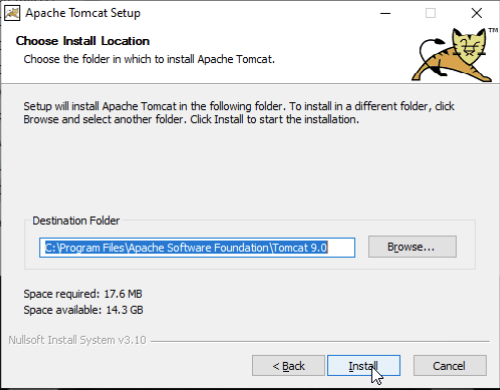 Apache Tomcat Setup
Choose Install Location
Choose the folder in which to install Apache Tomcat.
TM
Setup will install Apache Tomcat in the following folder. To install in a different folder, click
Browse and select another folder. Click Install to start the installation.
Destination Folder
C:\Program Files\Apache Software Foundation\Tomcat 9.0
Browse...
Space required: 17.6 MB
Space available: 14.3 GB
Nullsoft Install System v3.10
< Back
Install
Cancel